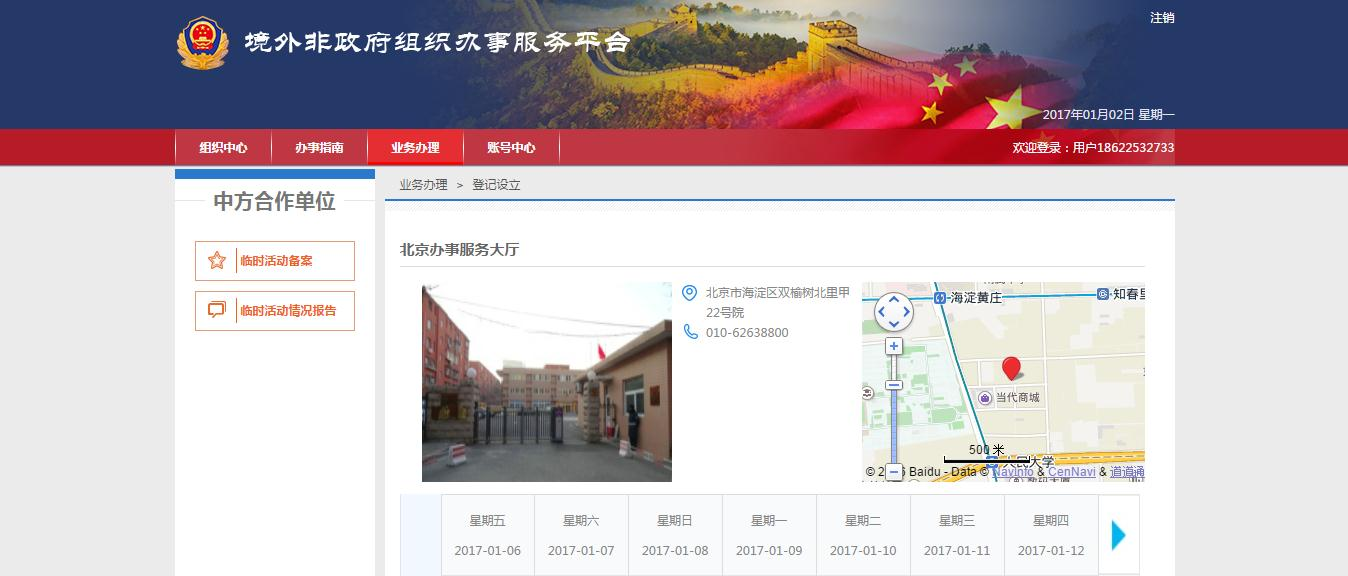 注销
境外非政府组织办事服务平台
2017年01月02日 星期一
组织中心 办事指南 业务办理 账号中心 欢迎登录：用户18622532733
中方合作单位
临时活动备案
临时活动情况报告
业务办理 > 登记设立
北京办事服务大厅
北京市海淀区双榆树北里甲
22号院
010-62638800
海淀黄庄
知春里
当代商城
500 米
人民大学
Baidu - Data © NavInfo & CenNavi & 道道通
星期五 星期六 星期日 星期一 星期二 星期三 星期四
2017-01-06 2017-01-07 2017-01-08 2017-01-09 2017-01-10 2017-01-11 2017-01-12